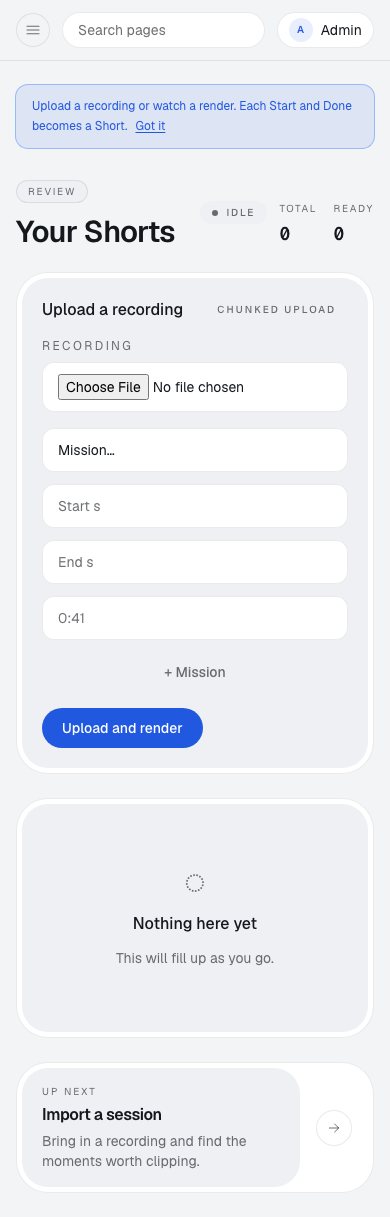 Search pages
A Admin
Upload a recording or watch a render. Each Start and Done
becomes a Short. Got it
REVIEW
Your Shorts
IDLE
TOTAL
0
READY
0
Upload a recording
CHUNKED UPLOAD
RECORDING
Choose File No file chosen
Mission…
Start s
End s
0:41
+ Mission
Upload and render
Nothing here yet
This will fill up as you go.
UP NEXT
Import a session
Bring in a recording and find the
moments worth clipping.